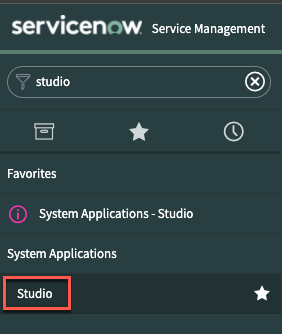 servicenow. Service Management
studio
Favorites
System Applications - Studio
System Applications
Studio